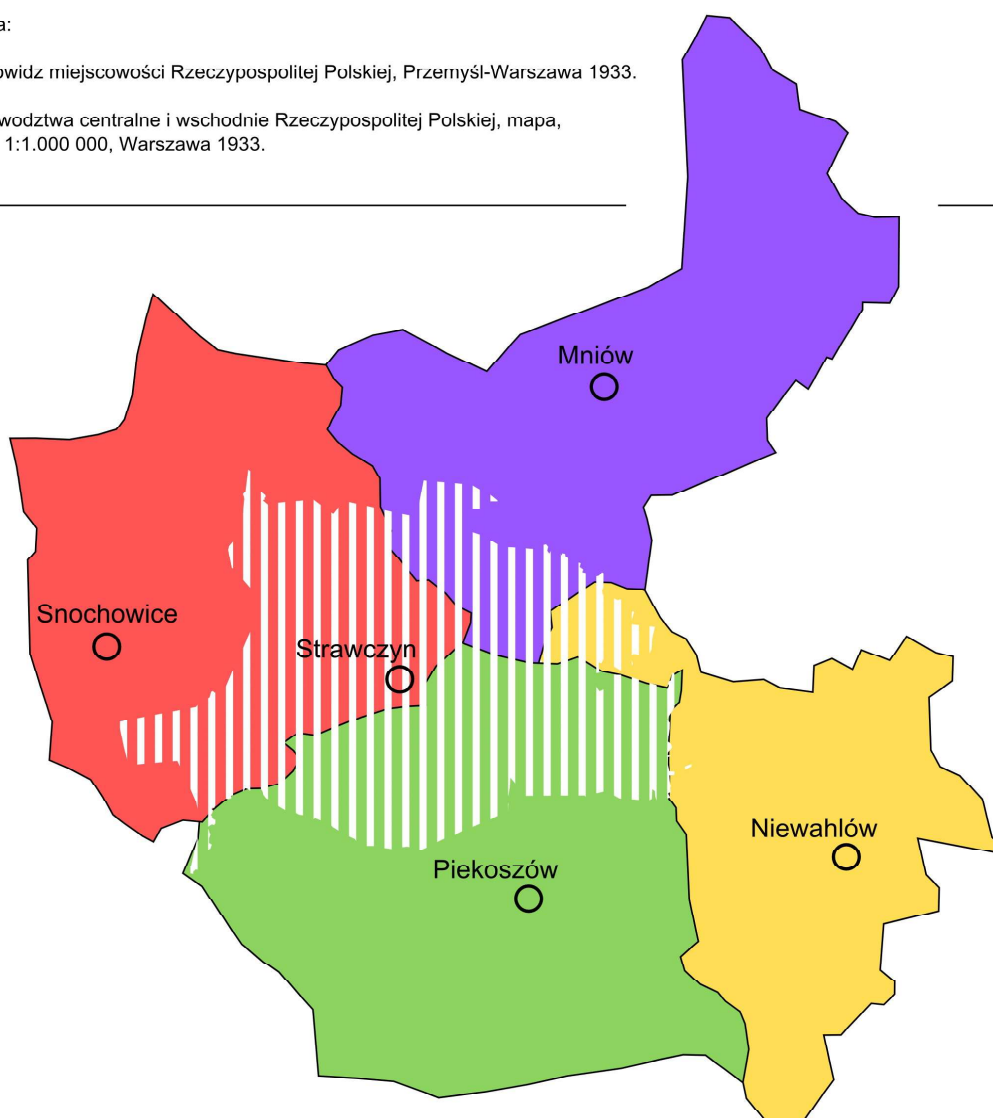 a:
owidz miejscowości Rzeczypospolitej Polskiej, Przemyśl-Warszawa 1933.
wodztwa centralne i wschodnie Rzeczypospolitej Polskiej, mapa,
1:1.000 000, Warszawa 1933.
Mniów
Snochowice
Strawczyn
Niewahlów
Piekoszów